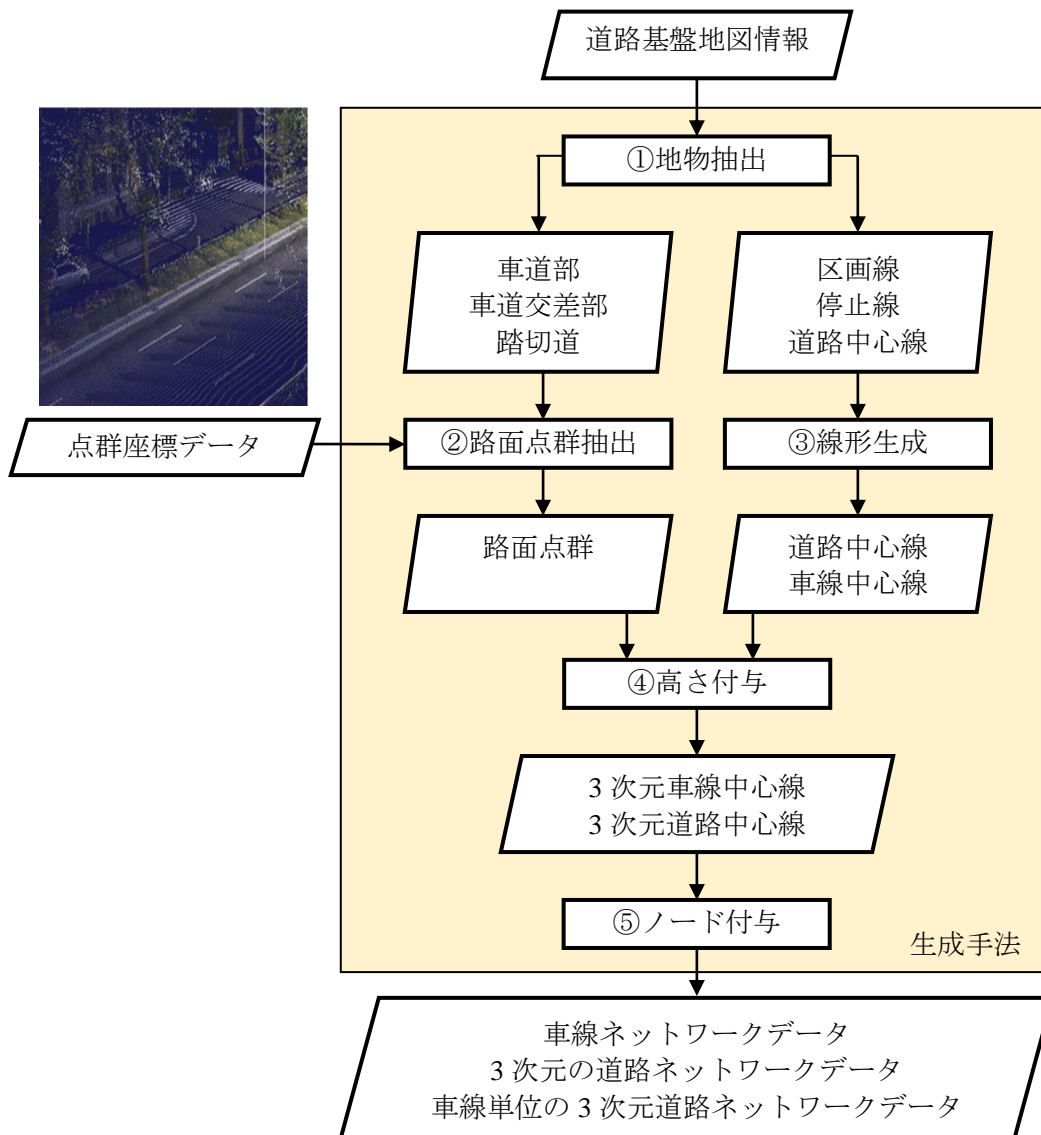 道路基盤地図情報
①地物抽出
車道部
車道交差部
踏切道
区画線
停止線
道路中心線
点群座標データ
②路面点群抽出
③線形生成
路面点群
道路中心線
車線中心線
④高さ付与
3 次元車線中心線
3 次元道路中心線
⑤ノード付与
生成手法
車線ネットワークデータ
3 次元の道路ネットワークデータ
車線単位の 3 次元道路ネットワークデータ